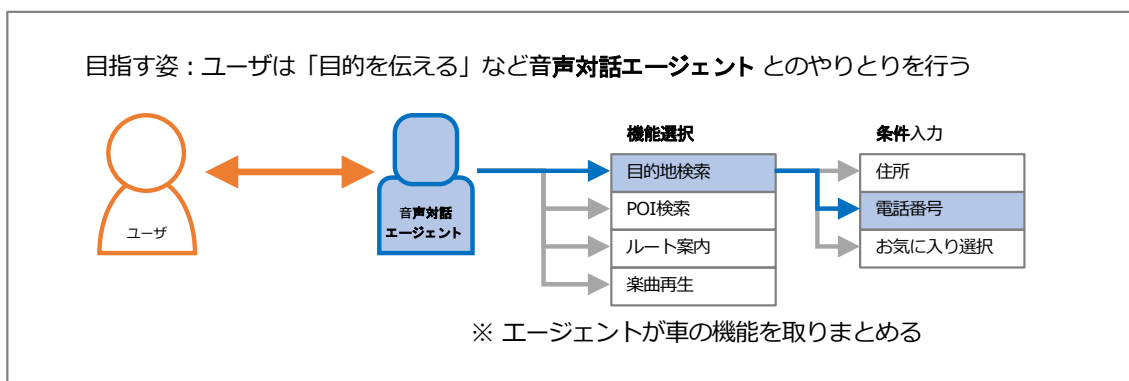 目指す姿：ユーザは「目的を伝える」など音声対話エージェント とのやりとりを行う
機能選択
条件入力
目的地検索
住所
POI検索
電話番号
ルート案内
お気に入り選択
楽曲再生
ユーザ
音声対話
エージェント
※ エージェントが車の機能を取りまとめる